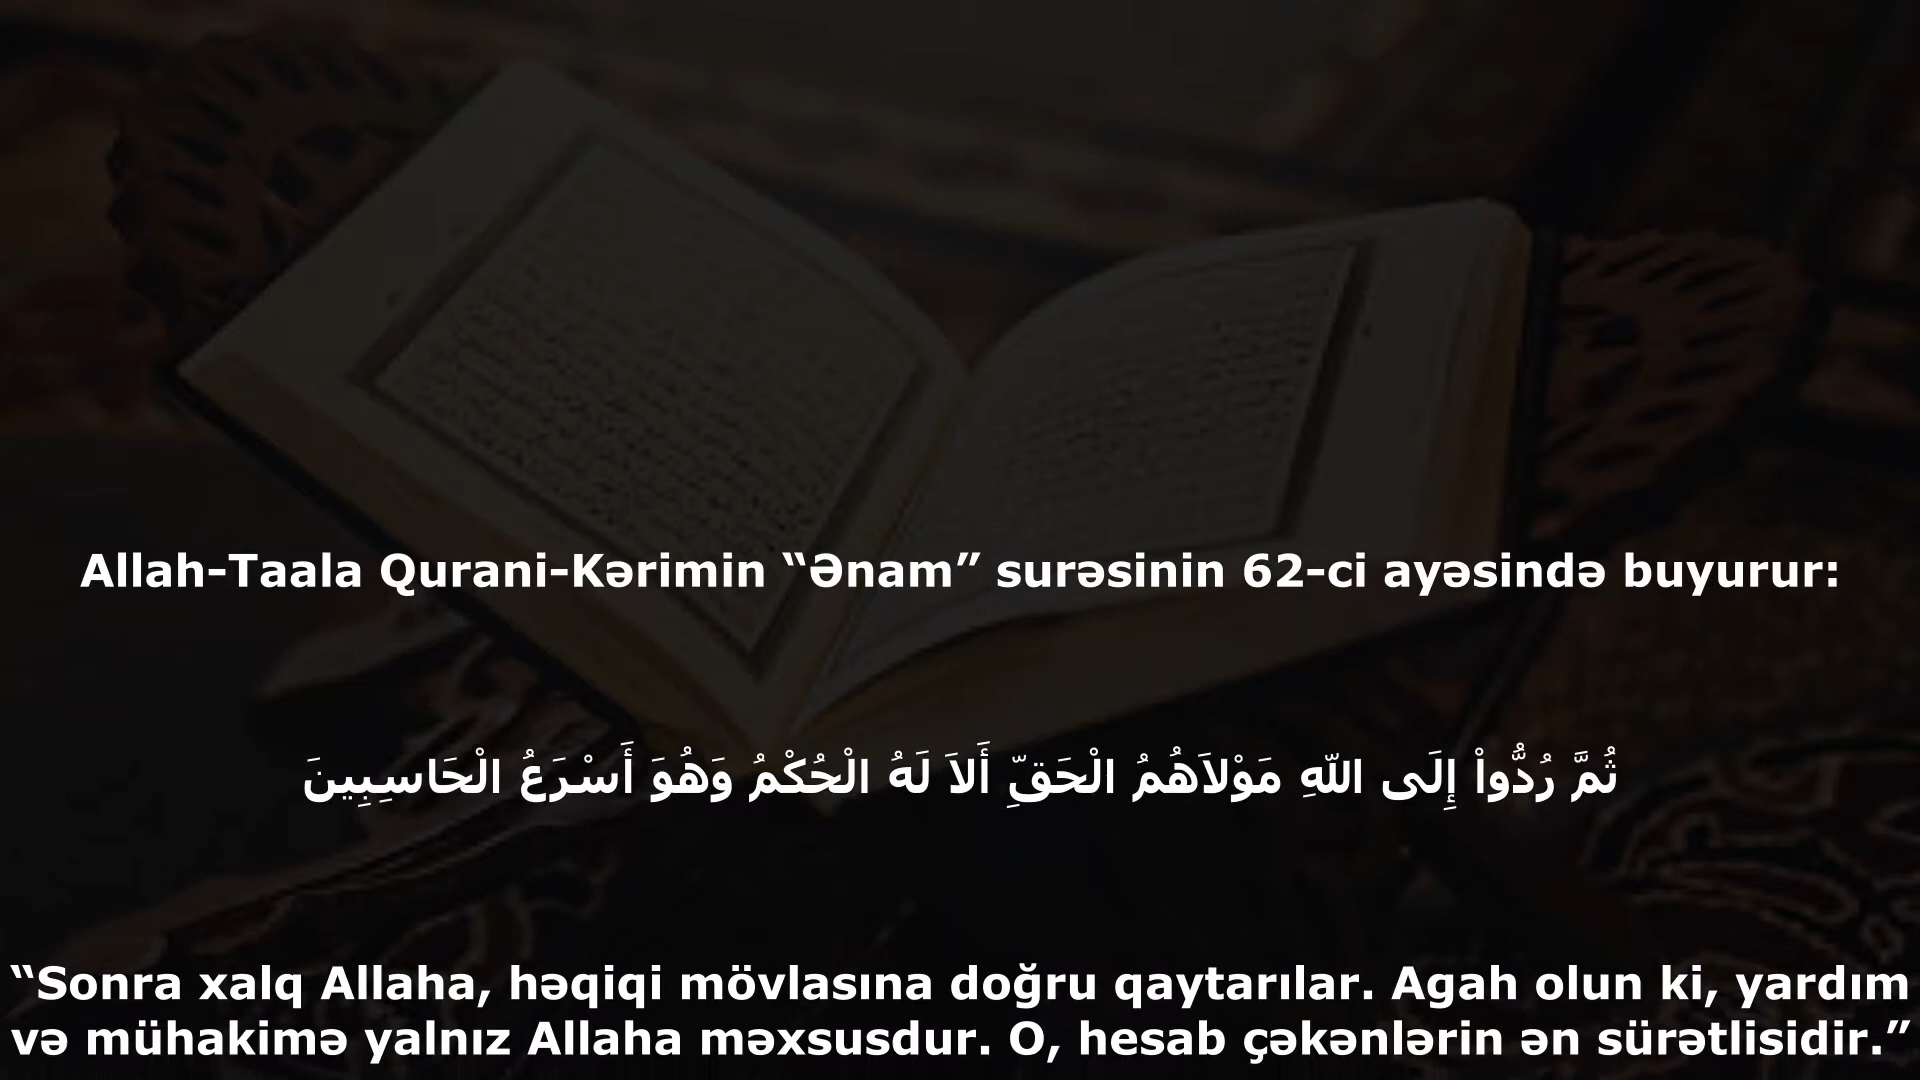 Allah-Taala Qurani-Kərimin “Ənam” surəsinin 62-ci ayəsində buyurur:
ثُمَّ رُدُّواْ إِلَى اللّهِ مَوْلاَهُمُ الْحَقِّ أَلاَ لَهُ الْحُكْمُ وَهُوَ أَسْرَعُ الْحَاسِبِينَ
“Sonra xalq Allaha, həqiqi mövlasına doğru qaytarılar. Agah olun ki, yardım
və mühakimə yalnız Allaha məxsusdur. O, hesab çəkənlərin ən sürətlisidir.”